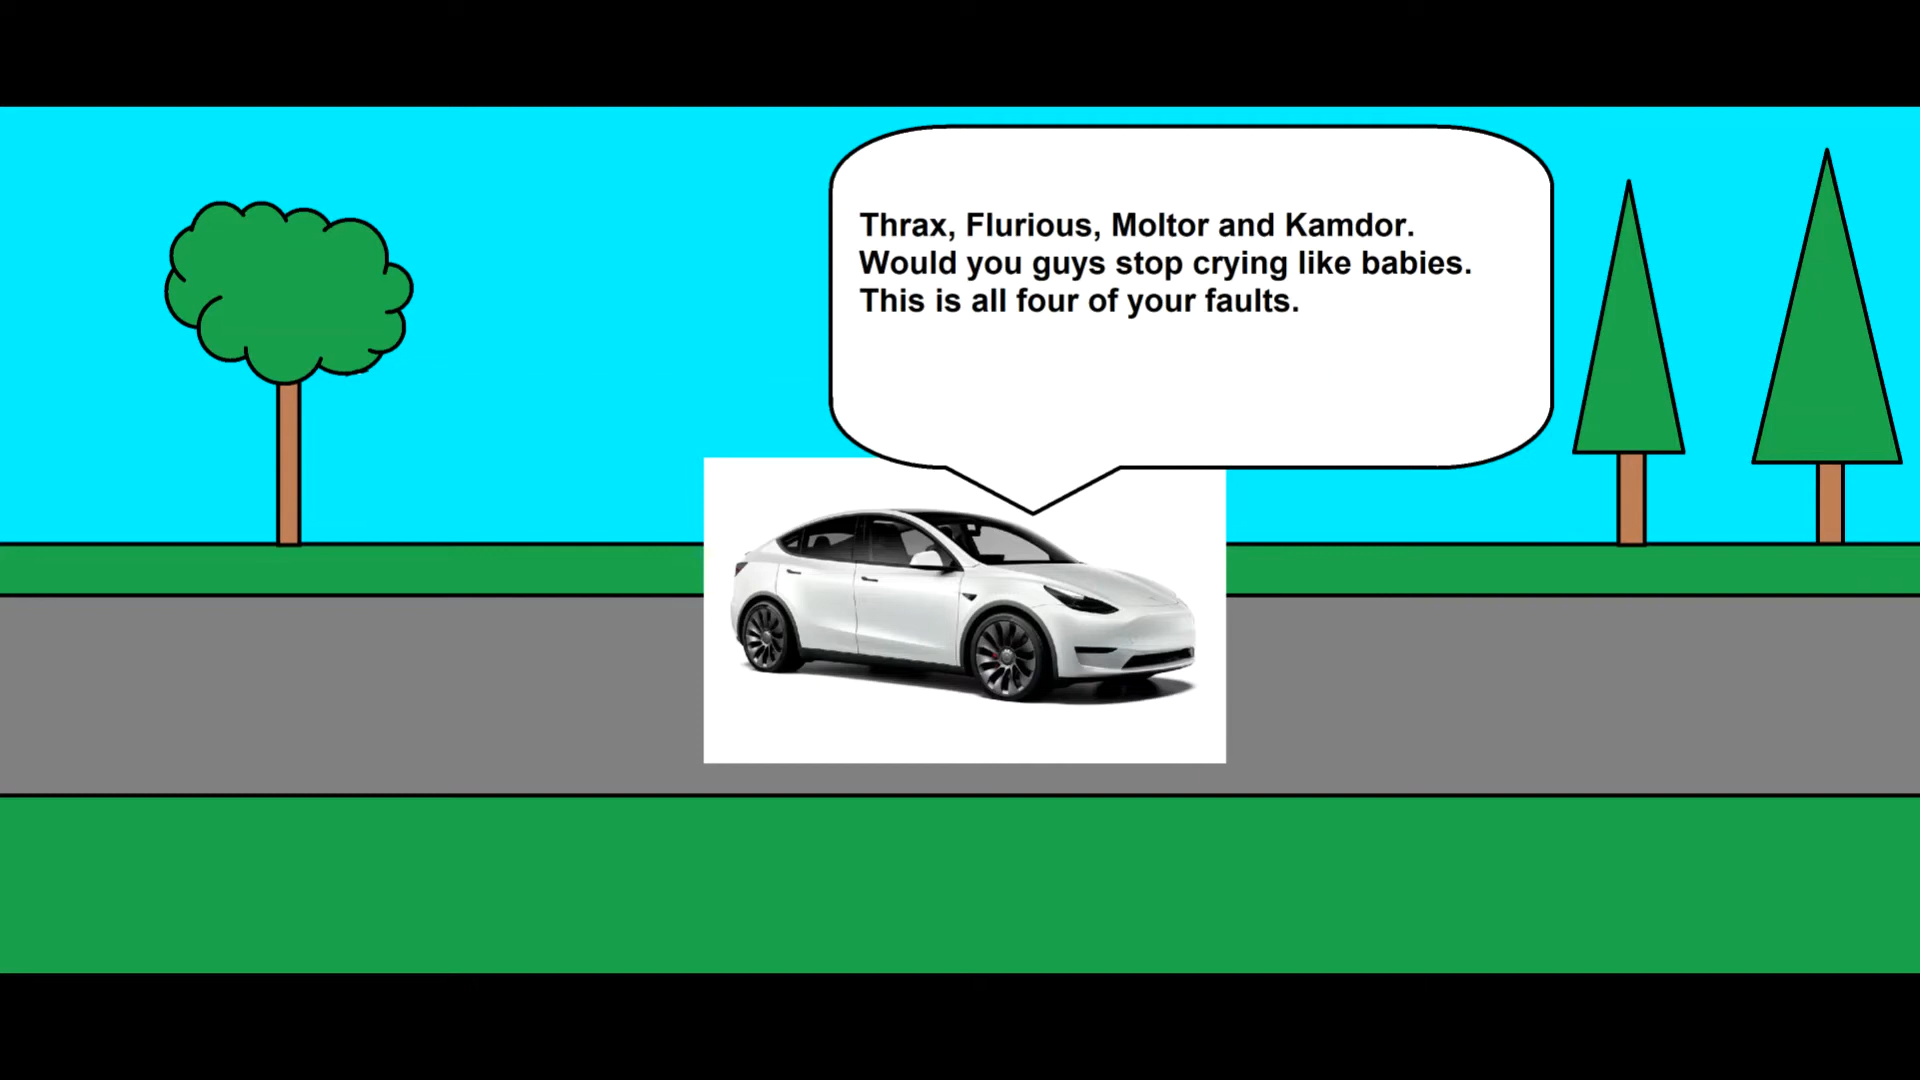 Thrax, Flurious, Moltor and Kamdor.
Would you guys stop crying like babies.
This is all four of your faults.